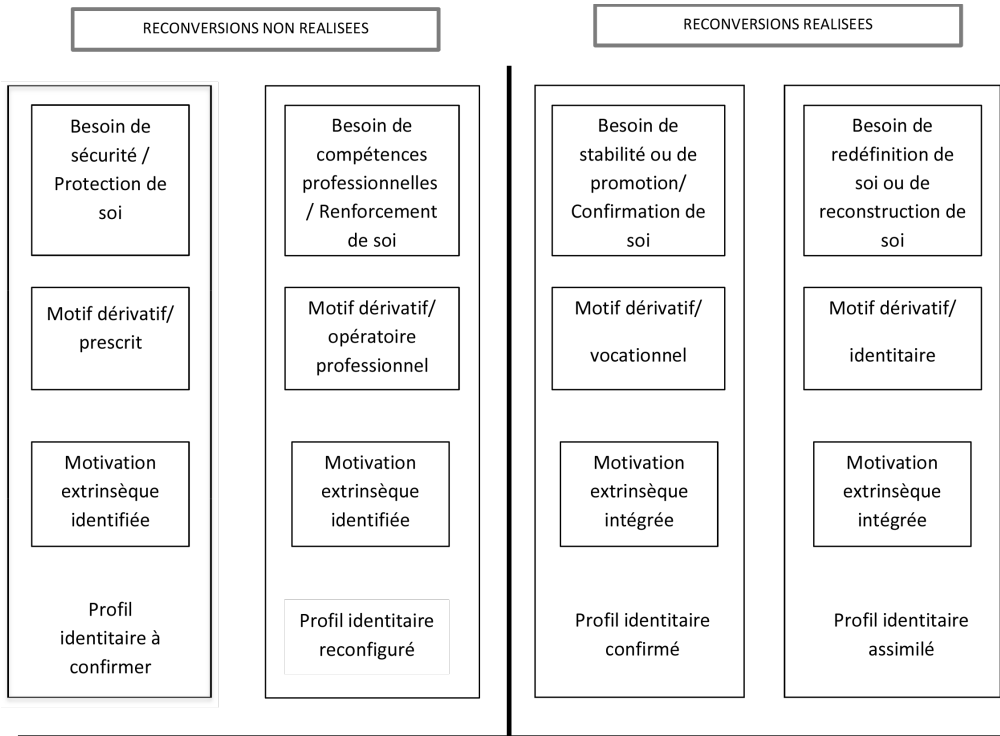 RECONVERSIONS NON REALISEES
RECONVERSIONS REALISEES
Besoin de
sécurité /
Protection de
soi
Motif dérivatif/
prescrit
Motivation
extrinsèque
identifiée
Profil
identitaire à
confirmer
Besoin de
compétences
professionnelles
/ Renforcement
de soi
Motif dérivatif/
opératoire
professionnel
Motivation
extrinsèque
identifiée
Profil identitaire
reconfiguré
Besoin de
stabilité ou de
promotion/
Confirmation de
soi
Motif dérivatif/
vocationnel
Motivation
extrinsèque
intégrée
Profil identitaire
confirmé
Besoin de
redéfinition de
soi ou de
reconstruction de
soi
Motif dérivatif/
identitaire
Motivation
extrinsèque
intégrée
Profil identitaire
assimilé